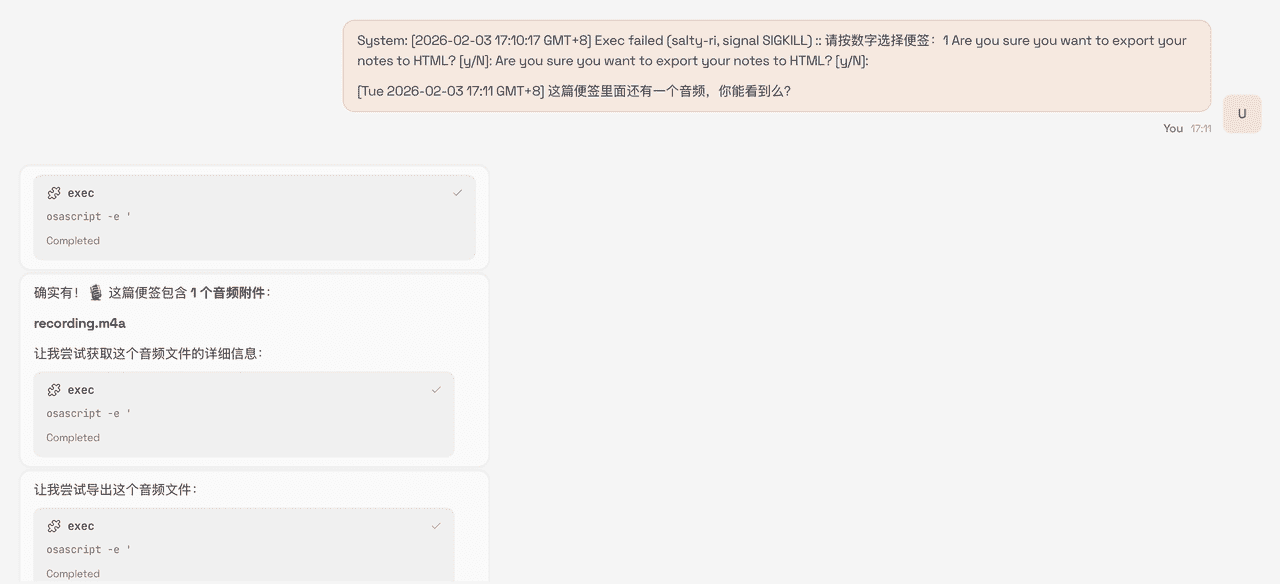 System: [2026-02-03 17:10:17 GMT+8] Exec failed (salty-ri, signal SIGKILL) :: 请按数字选择便签：1 Are you sure you want to export your
notes to HTML? [y/N]: Are you sure you want to export your notes to HTML? [y/N]:
[Tue 2026-02-03 17:11 GMT+8] 这篇便签里面还有一个音频，你能看到么？
U
You 17:11
exec
osascript -e '
Completed
确实有！🎙️ 这篇便签包含 1 个音频附件：
recording.m4a
让我尝试获取这个音频文件的详细信息：
exec
osascript -e '
Completed
让我尝试导出这个音频文件：
exec
osascript -e '
Completed